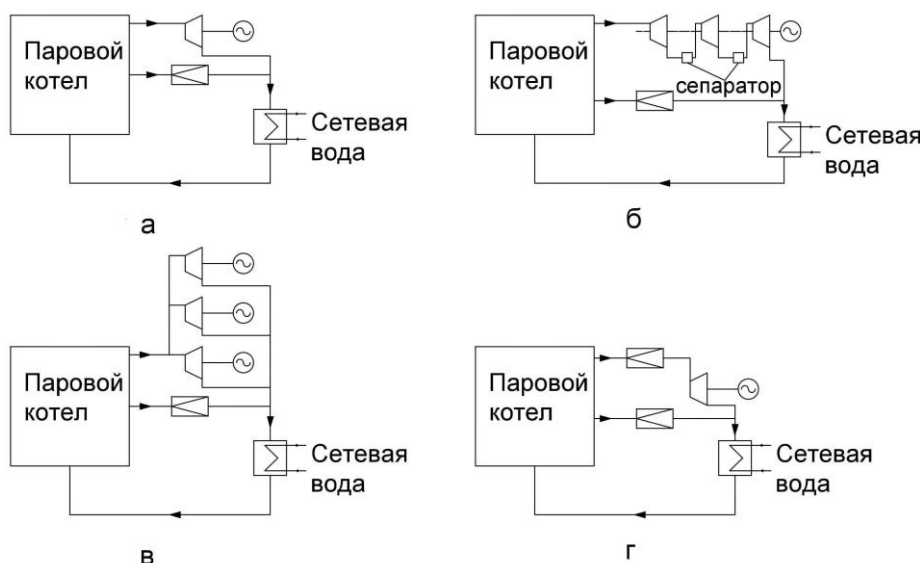 Паровой
котел
Сетевая
вода
а
Паровой
котел
сепаратор
Сетевая
вода
б
Паровой
котел
Сетевая
вода
в
Паровой
котел
Сетевая
вода
г